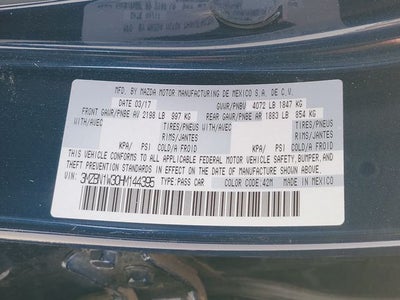 MFD. BY MAZDA MOTOR MANUFACTURING DE MEXICO S.A. DE C.V.
DATE 03/17 GVWR/PNBV 4072 LB 1847 KG
FRONT GAWR/PNBE AV 2198 LB 997 KG REAR GAWR/PNBE AR 1883 LB 854 KG
WITH/AVEC TIRES/PNEUS WITH/AVEC TIRES/PNEUS
RIMS/JANTES RIMS/JANTES
KPA/ PSI COLD/A FROID KPA/ PSI COLD/A FROID
THIS VEHICLE CONFORMS TO ALL APPLICABLE FEDERAL MOTOR VEHICLE SAFETY, BUMPER, AND
THEFT PREVENTION STANDARDS IN EFFECT ON THE DATE OF MANUFACTURE SHOWN ABOVE.
VIN: 3MZBN1W30HM144395 TYPE: PASS CAR COLOR CODE: 42M MADE IN MEXICO